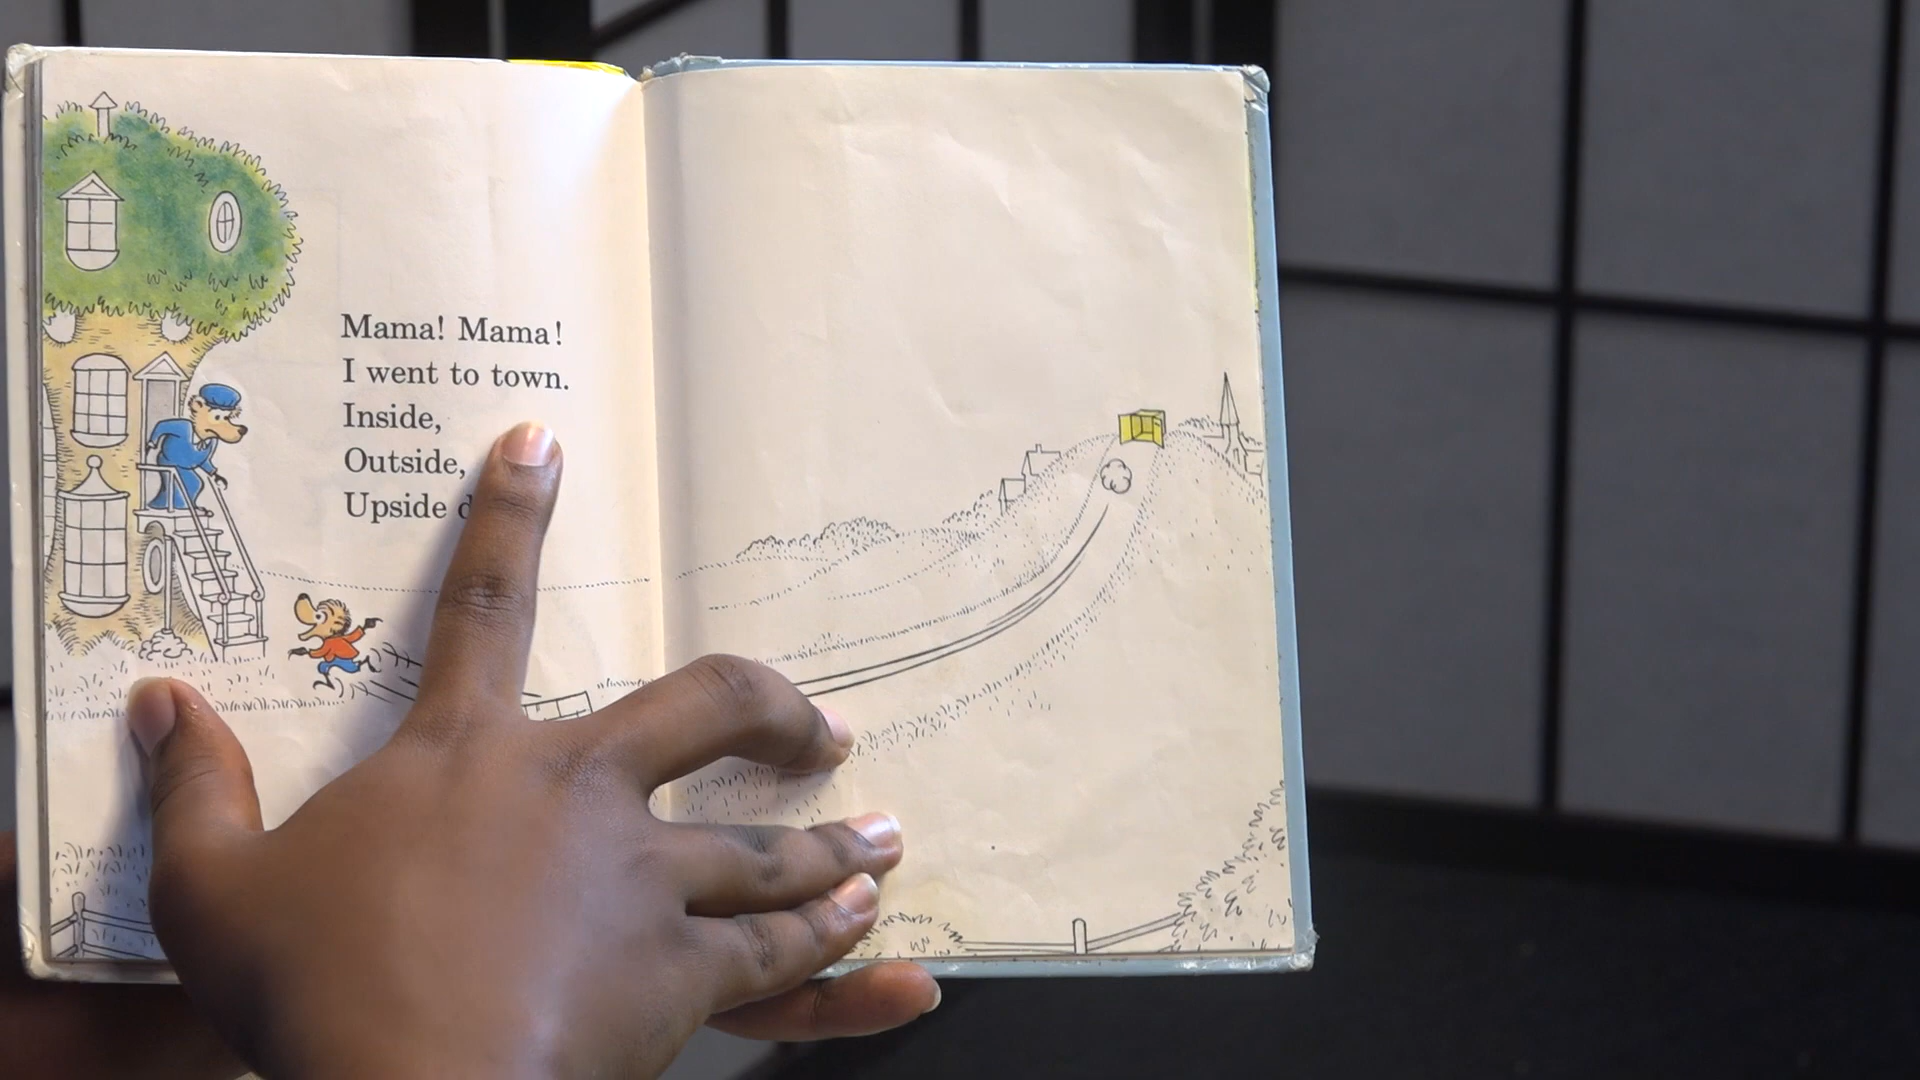 Mama! Mama!
I went to town.
Inside,
Outside,
Upside